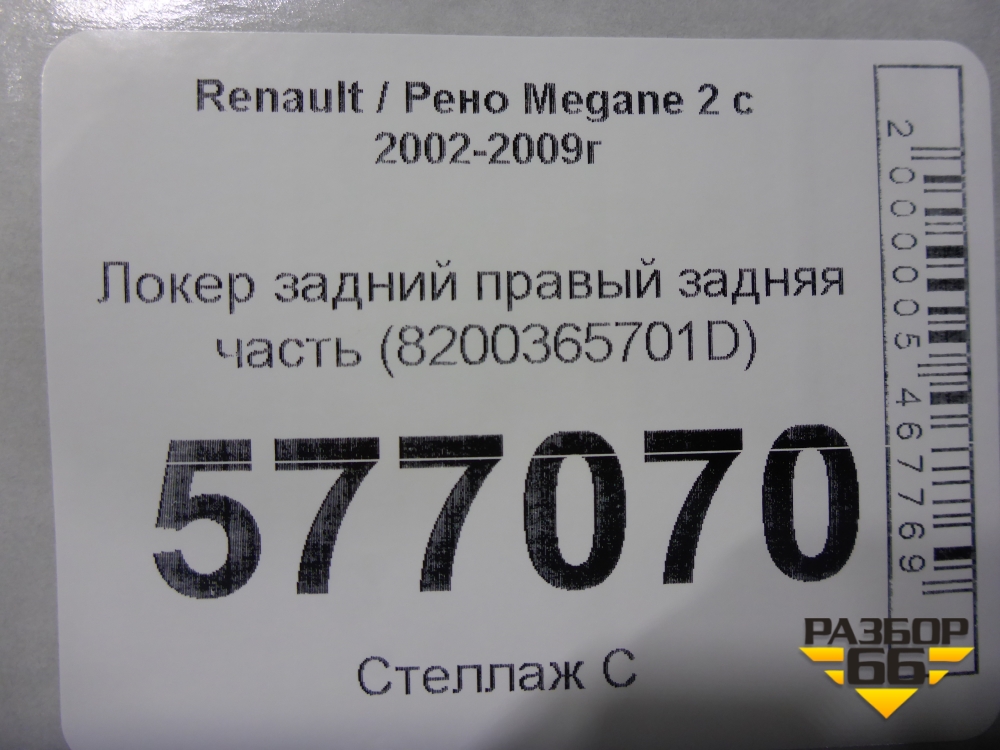 Renault / Рено Megane 2 с
2002-2009г
Локер задний правый задняя
часть (8200365701D)
577070
Стеллаж С
2000005467769
РАЗБОР
66